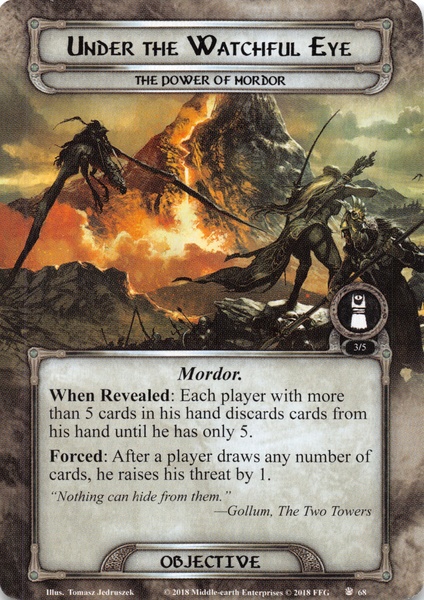 Under the Watchful Eye
The Power of Mordor
3/5
Mordor.
When Revealed: Each player with more
than 5 cards in his hand discards cards from
his hand until he has only 5.
Forced: After a player draws any number of
cards, he raises his threat by 1.
“Nothing can hide from them.”
—Gollum, The Two Towers
OBJECTIVE
Illus. Tomasz Jedruszek © 2018 Middle-earth Enterprises © 2018 FFG 68